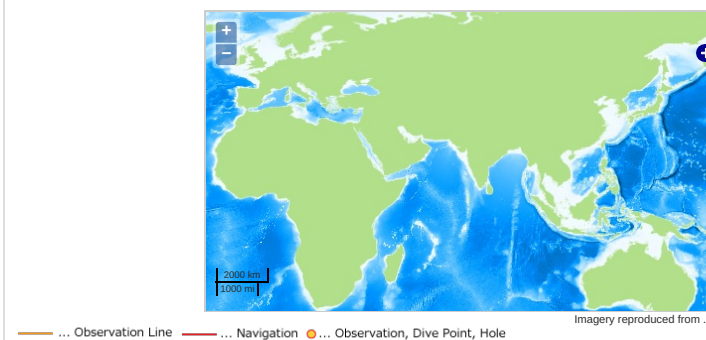 +
−
2000 km
1000 mi
Imagery reproduced from .
... Observation Line ... Navigation ... Observation, Dive Point, Hole